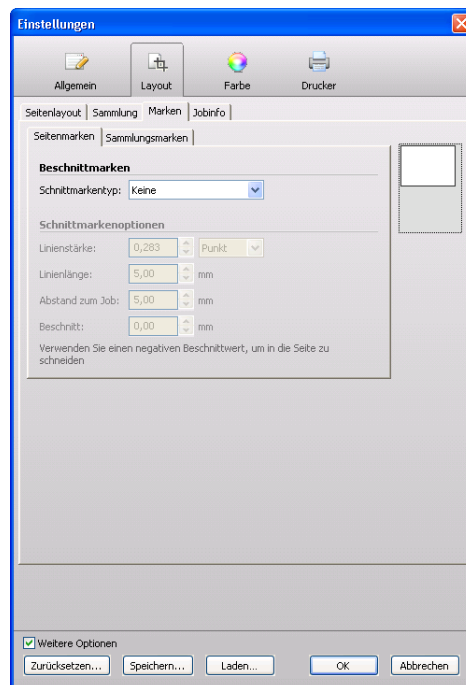 Einstellungen
Allgemein Layout Farbe Drucker
Seitenlayout Sammlung Marken Jobinfo
Seitenmarken Sammlungsmarken
Beschnittmarken
Schnittmarkentyp: Keine
Schnittmarkenoptionen
Linienstärke: 0,283 Punkt
Linienlänge: 5,00 mm
Abstand zum Job: 5,00 mm
Beschnitt: 0,00 mm
Verwenden Sie einen negativen Beschnittwert, um in die Seite zu
schneiden
Weitere Optionen
Zurücksetzen... Speichern... Laden... OK Abbrechen